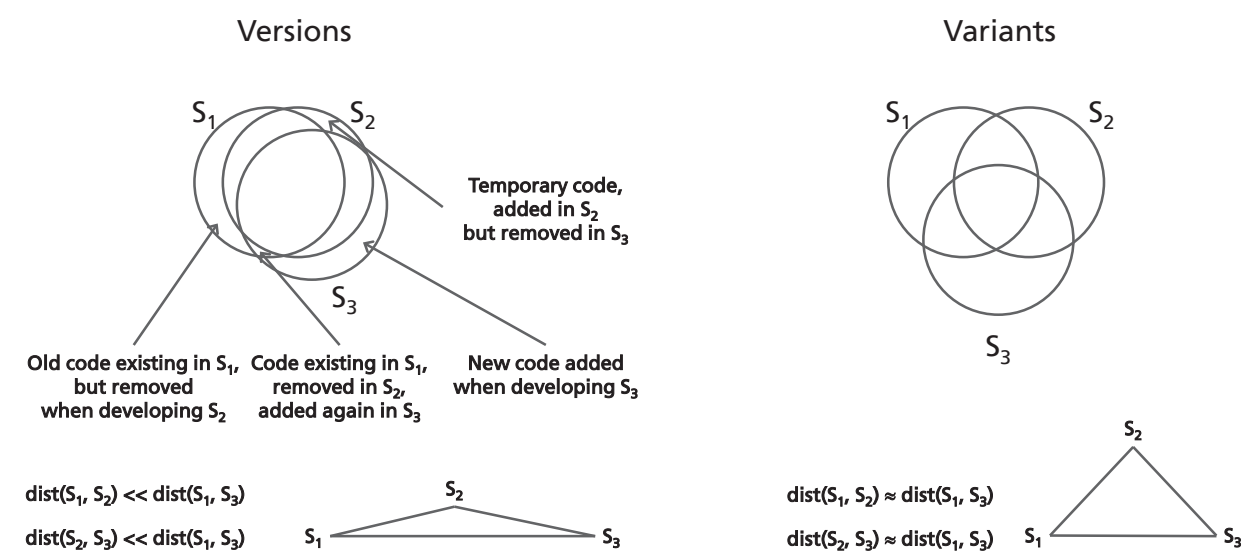 Versions
S₁
S₂
Temporary code,
added in S₂
but removed in S₃
S₃
Old code existing in S₁,
but removed
when developing S₂
Code existing in S₁,
removed in S₂,
added again in S₃
New code added
when developing S₃
dist(S₁, S₂) << dist(S₁, S₃)
dist(S₂, S₃) << dist(S₁, S₃)
S₂
S₁
S₃
Variants
S₁
S₂
S₃
dist(S₁, S₂) ≈ dist(S₁, S₃)
dist(S₂, S₃) ≈ dist(S₁, S₃)
S₂
S₁
S₃